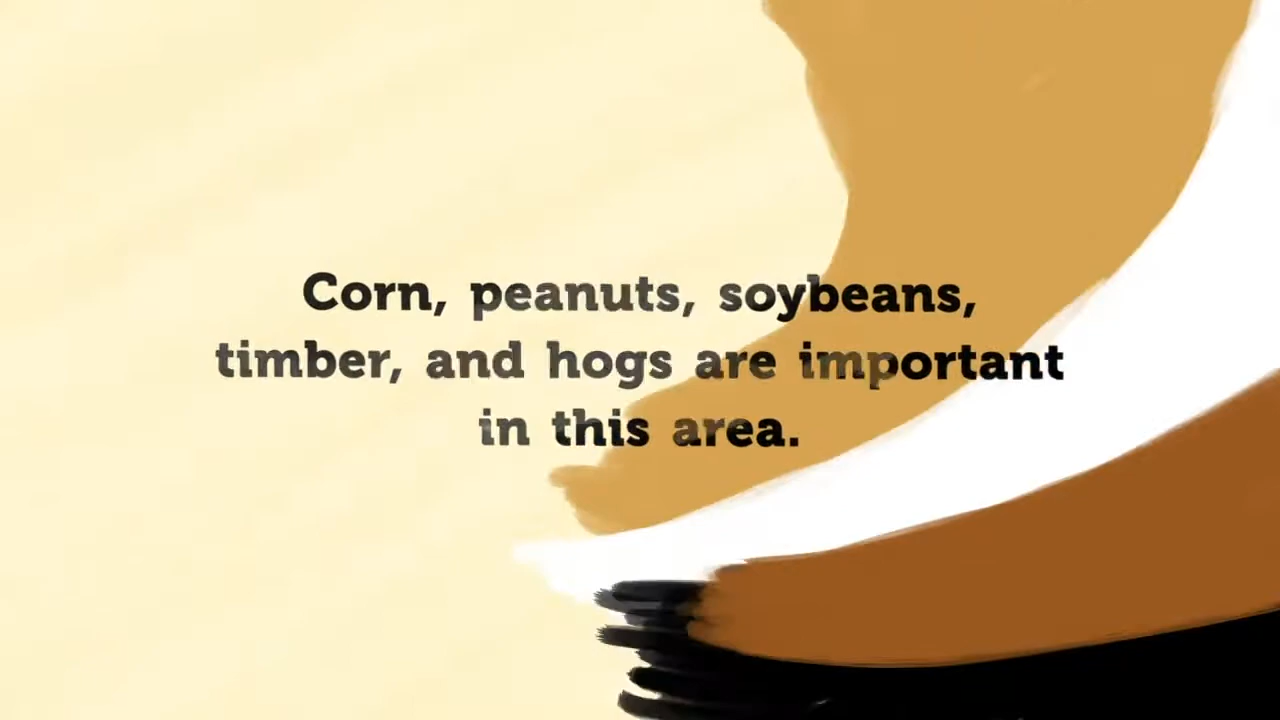 Corn, peanuts, soybeans,
timber, and hogs are important
in this area.